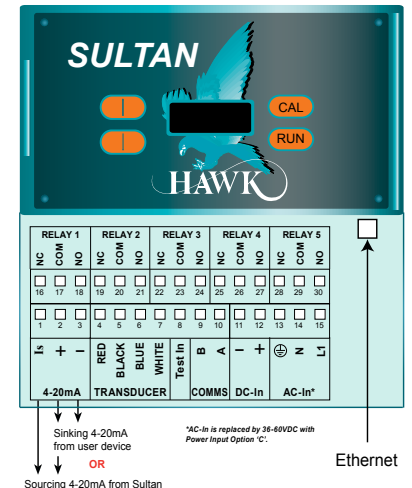 SULTAN
CAL
RUN
HAWK
RELAY 1 RELAY 2 RELAY 3 RELAY 4 RELAY 5
NC COM NO NC COM NO NC COM NO NC COM NO NC COM NO
16 17 18 19 20 21 22 23 24 25 26 27 28 29 30
1 2 3 4 5 6 7 8 9 10 11 12 13 14 15
Is + - RED BLACK BLUE WHITE Test In B A - + N L1
4-20mA TRANSDUCER COMMS DC-In AC-In*
Sinking 4-20mA
from user device
OR
Sourcing 4-20mA from Sultan
*AC-In is replaced by 36-60VDC with
Power Input Option 'C'.
Ethernet